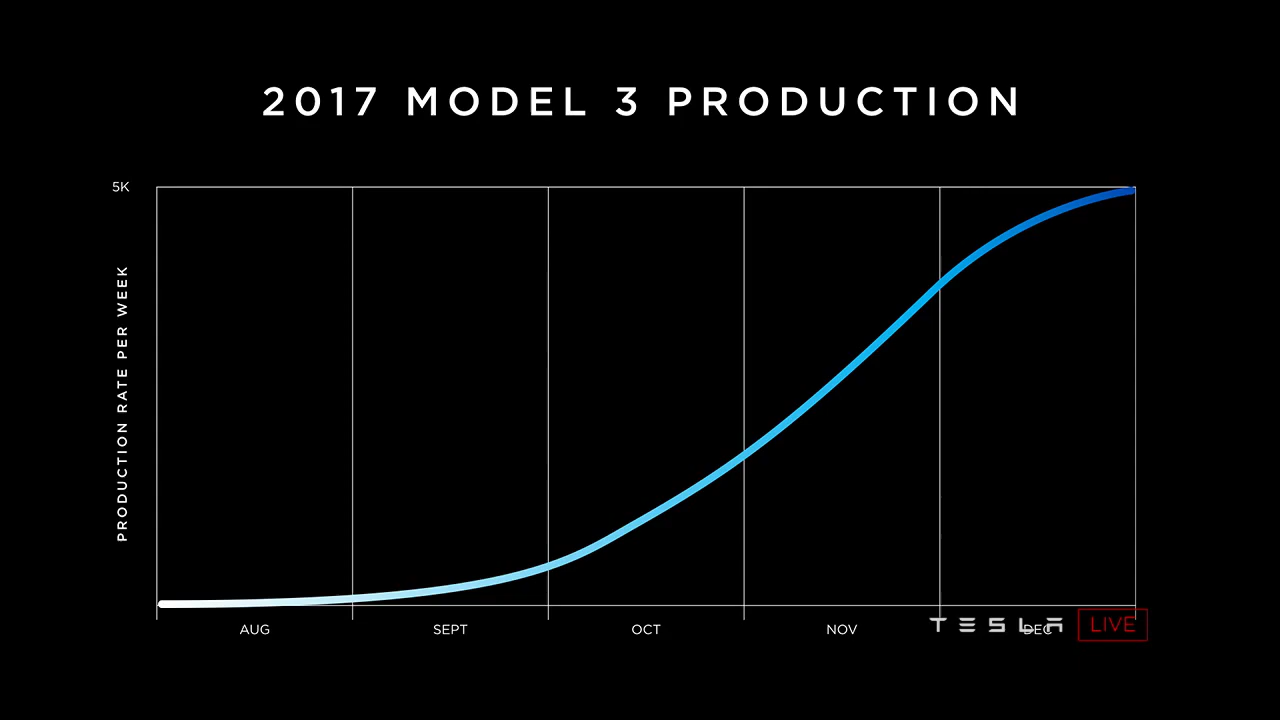 2017 MODEL 3 PRODUCTION
5K
PRODUCTION RATE PER WEEK
AUG SEPT OCT NOV DEC
TESLA LIVE